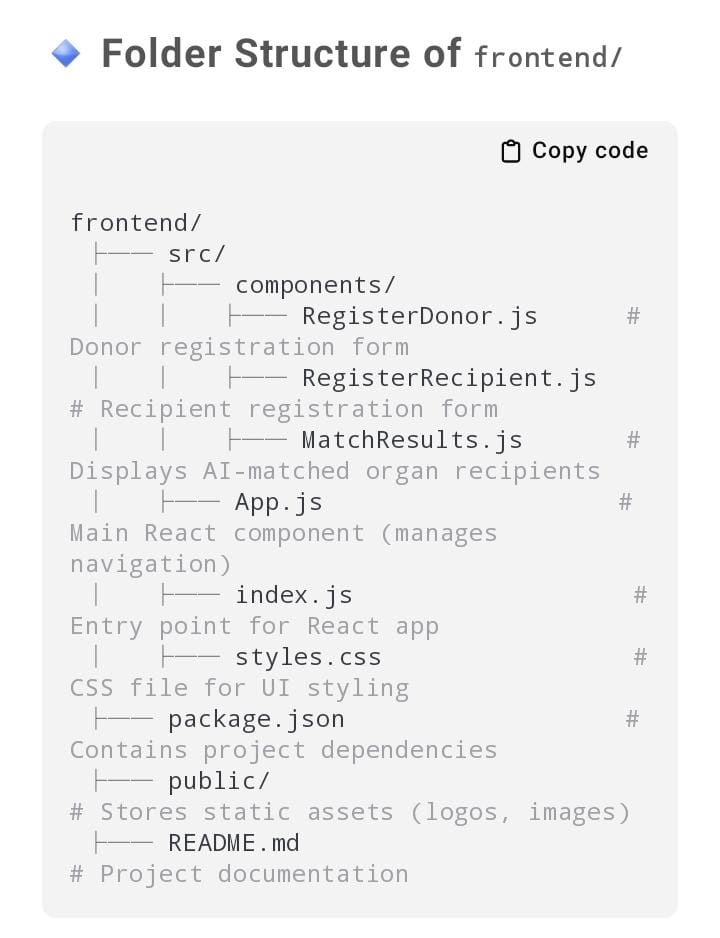 Folder Structure of frontend/
Copy code
frontend/
├── src/
│   ├── components/
│   │   ├── RegisterDonor.js      #
Donor registration form
│   │   ├── RegisterRecipient.js
# Recipient registration form
│   │   ├── MatchResults.js       #
Displays AI-matched organ recipients
│   ├── App.js                    #
Main React component (manages
navigation)
│   ├── index.js                   #
Entry point for React app
│   ├── styles.css                 #
CSS file for UI styling
├── package.json                   #
Contains project dependencies
├── public/
# Stores static assets (logos, images)
├── README.md
# Project documentation